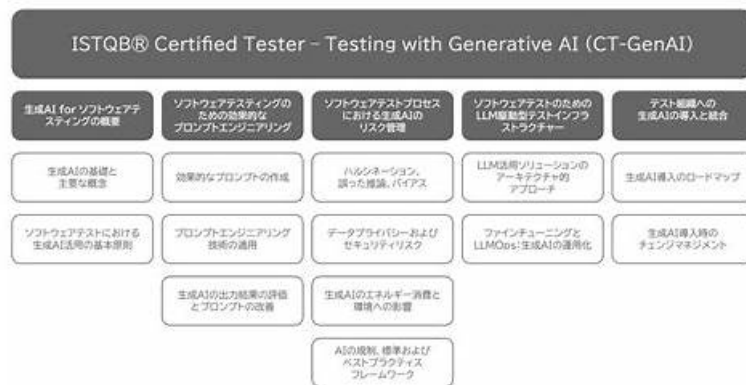 ISTQB® Certified Tester – Testing with Generative AI (CT-GenAI)
生成AI for ソフトウェアテ
スティングの概要
生成AIの基礎と
主要な概念
ソフトウェアテストにおける
生成AI活用の基本原則
ソフトウェアテスティングの
ための効果的な
プロンプトエンジニアリング
効果的なプロンプトの作成
プロンプトエンジニアリング
技術の適用
生成AIの出力結果の評価
とプロンプトの改善
ソフトウェアテストプロセス
における生成AIの
リスク管理
ハルシネーション、
誤った推論、バイアス
データプライバシーおよび
セキュリティリスク
生成AIのエネルギー消費と
環境への影響
AIの規制、標準および
ベストプラクティス
フレームワーク
ソフトウェアテストのための
LLM駆動型テストインフ
ラストラクチャー
LLM活用ソリューションの
アーキテクチャ的
アプローチ
ファインチューニングと
LLMOps：生成AIの運用化
テスト組織への
生成AIの導入と統合
生成AI導入のロードマップ
生成AI導入時の
チェンジマネジメント